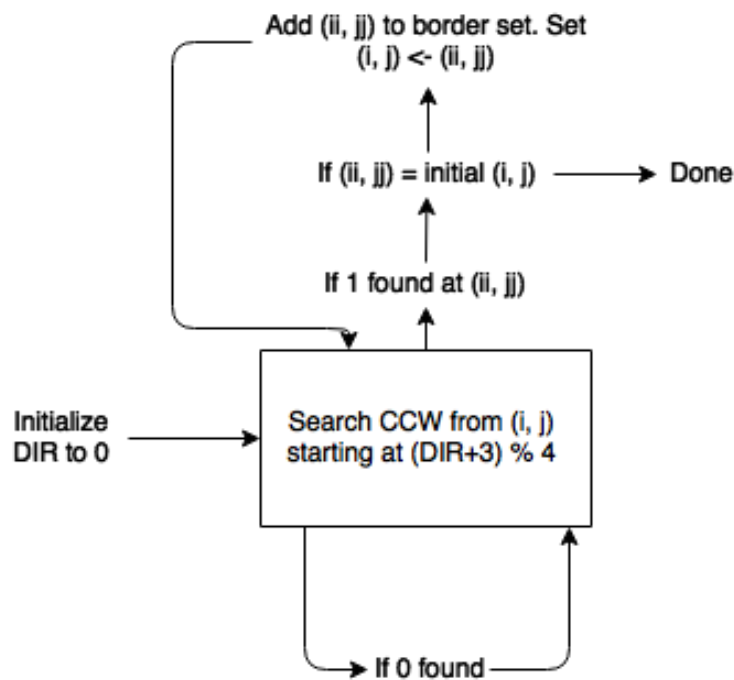 Add (ii, jj) to border set. Set
(i, j) <- (ii, jj)
If (ii, jj) = initial (i, j)
Done
If 1 found at (ii, jj)
Initialize
DIR to 0
Search CCW from (i, j)
starting at (DIR+3) % 4
If 0 found